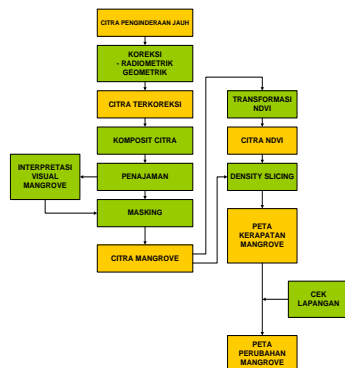 CITRA PENGINDERAAN JAUH
KOREKSI
- RADIOMETRIK
GEOMETRIK
CITRA TERKOREKSI
KOMPOSIT CITRA
PENAJAMAN
INTERPRETASI
VISUAL
MANGROVE
MASKING
CITRA MANGROVE
TRANSFORMASI
NDVI
CITRA NDVI
DENSITY SLICING
PETA
KERAPATAN
MANGROVE
CEK
LAPANGAN
PETA
PERUBAHAN
MANGROVE